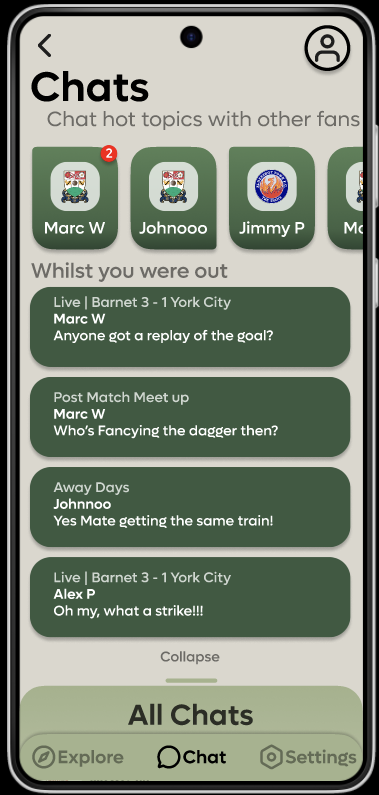 Chats
Chat hot topics with other fans
2
Marc W
Johnooo
Jimmy P
Whilst you were out
Live | Barnet 3 - 1 York City
Marc W
Anyone got a replay of the goal?
Post Match Meet up
Marc W
Who's Fancying the dagger then?
Away Days
Johnnoo
Yes Mate getting the same train!
Live | Barnet 3 - 1 York City
Alex P
Oh my, what a strike!!!
Collapse
All Chats
Explore
Chat
Settings